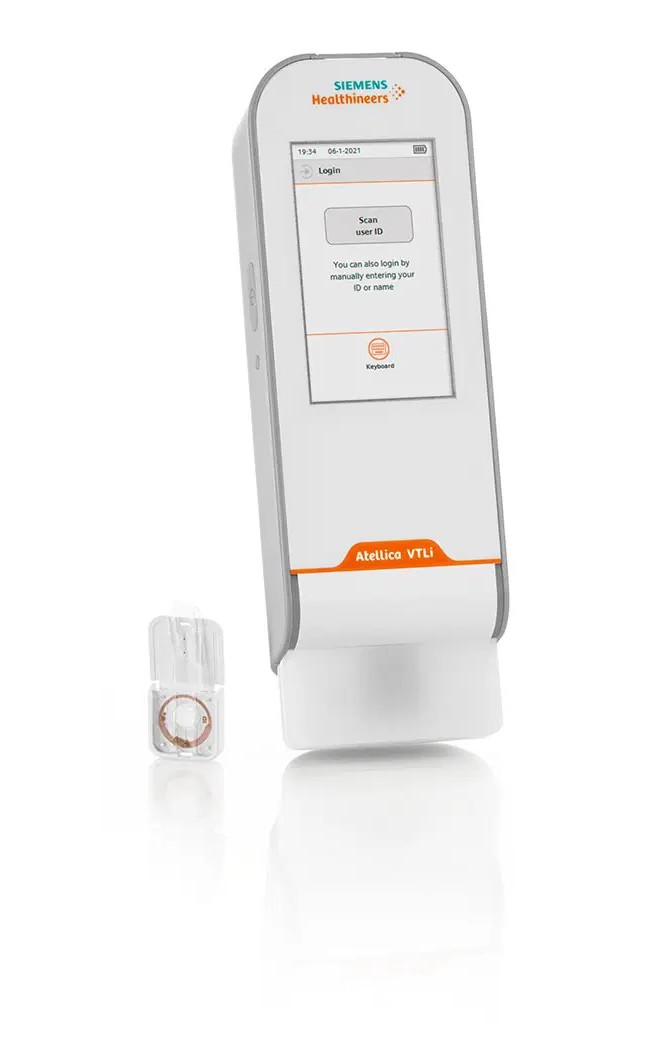 SIEMENS
Healthineers
19:34 06-1-2021
Login
Scan
user ID
You can also login by
manually entering your
ID or name
Keyboard
Atellica VTLi